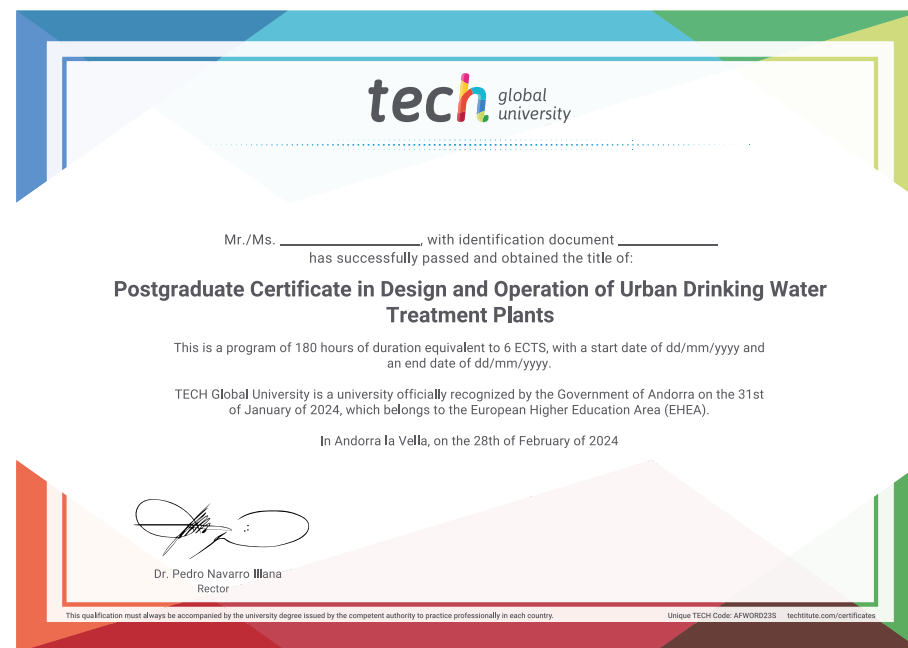 tech global
university
Mr./Ms. ____________________, with identification document ______________
has successfully passed and obtained the title of:
Postgraduate Certificate in Design and Operation of Urban Drinking Water
Treatment Plants
This is a program of 180 hours of duration equivalent to 6 ECTS, with a start date of dd/mm/yyyy and
an end date of dd/mm/yyyy.
TECH Global University is a university officially recognized by the Government of Andorra on the 31st
of January of 2024, which belongs to the European Higher Education Area (EHEA).
In Andorra la Vella, on the 28th of February of 2024
Dr. Pedro Navarro Illana
Rector
This qualification must always be accompanied by the university degree issued by the competent authority to practice professionally in each country. Unique TECH Code: AFWORD23S techtitute.com/certificates